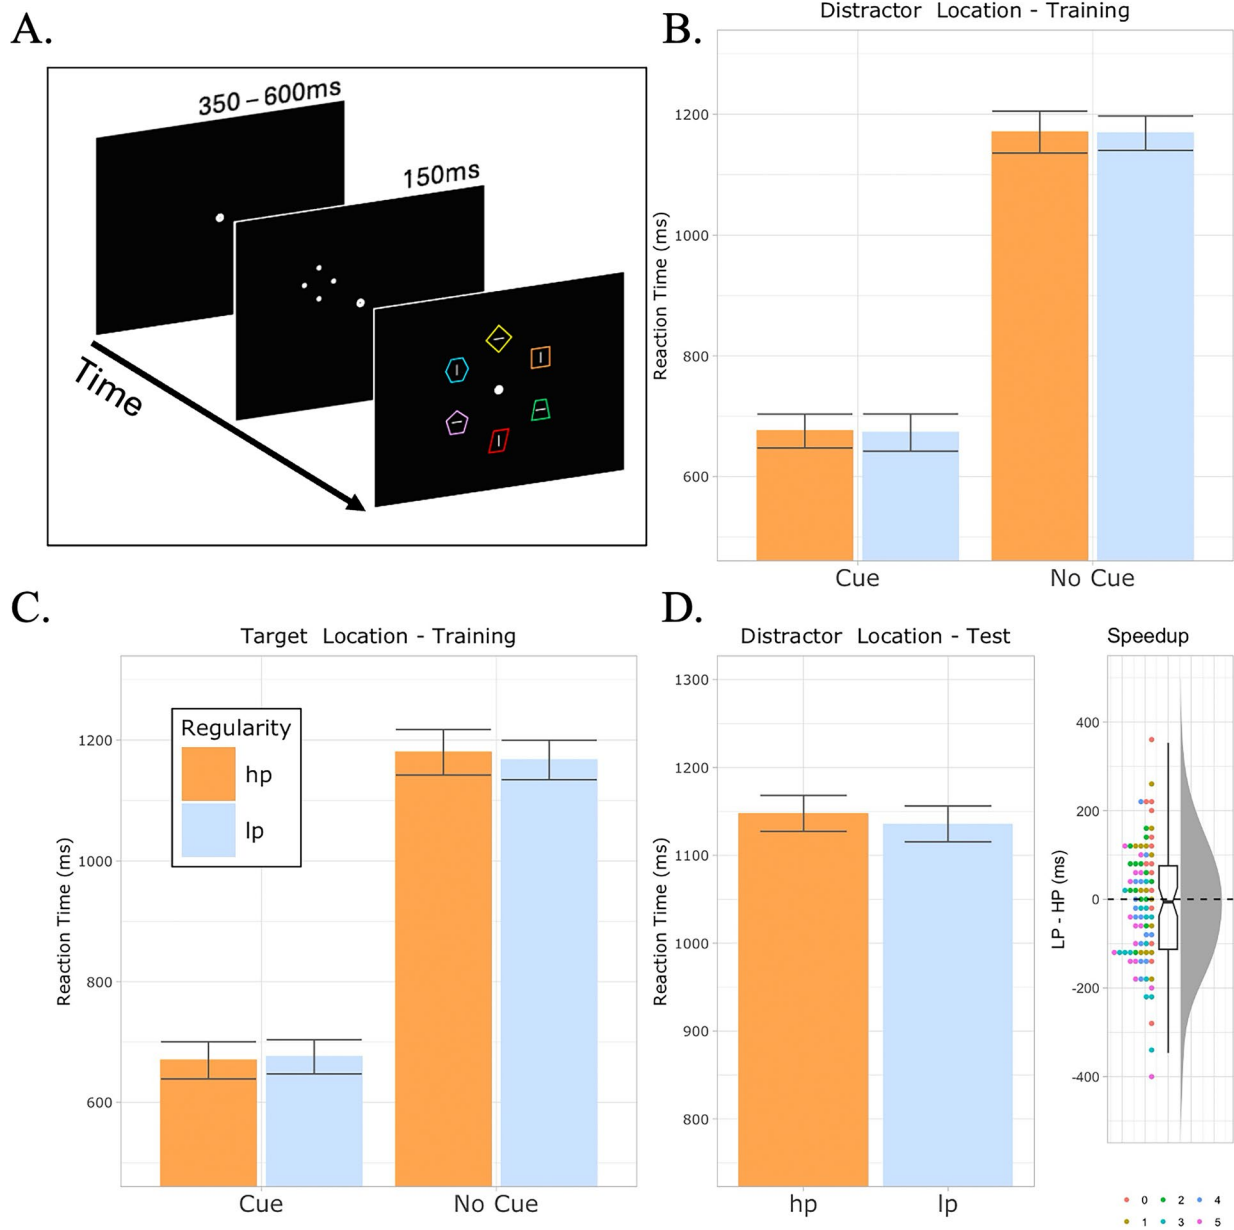 A.
350 – 600ms
150ms
Time
B.
Distractor Location - Training
Reaction Time (ms)
1200
1000
800
600
Cue
No Cue
C.
Target Location - Training
Reaction Time (ms)
1200
1000
800
600
Regularity
hp
lp
Cue
No Cue
D.
Distractor Location - Test
Reaction Time (ms)
1300
1200
1100
1000
900
800
hp
lp
Speedup
LP - HP (ms)
400
200
0
-200
-400
0 2 4
1 3 5